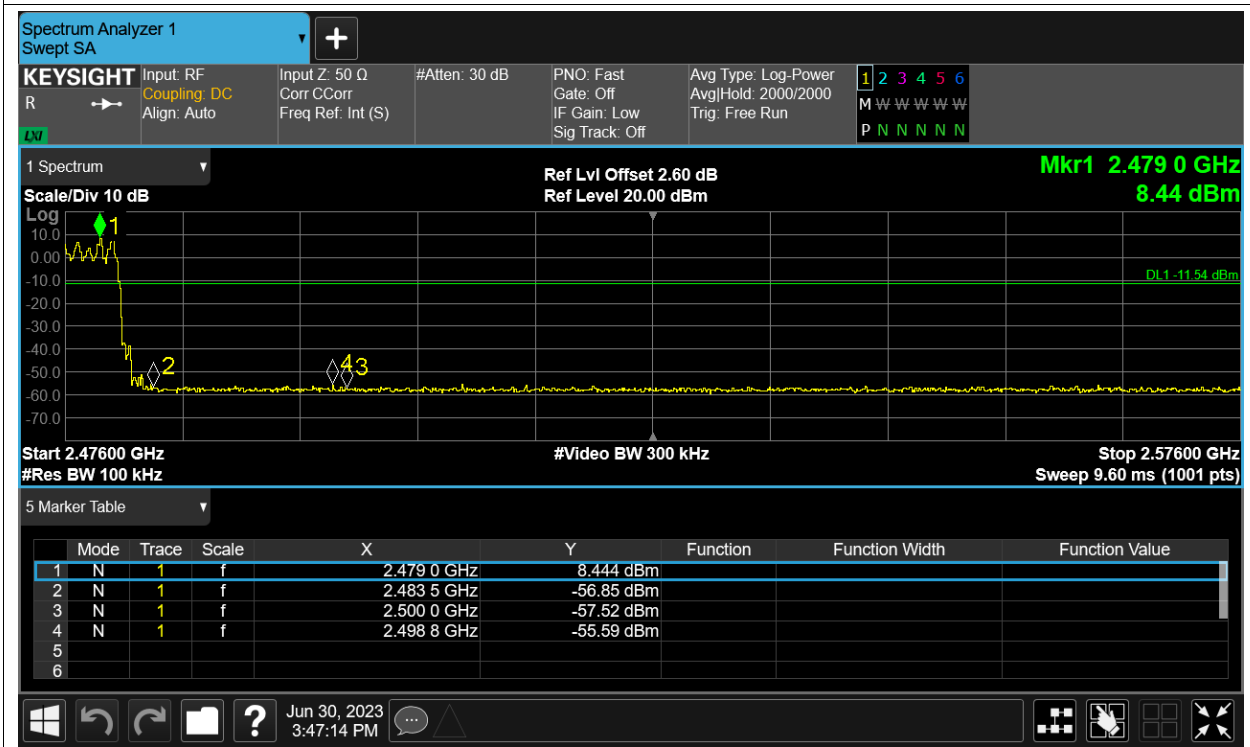 Spectrum Analyzer 1
Swept SA
KEYSIGHT Input: RF Input Z: 50 Ω #Atten: 30 dB PNO: Fast Avg Type: Log-Power 1 2 3 4 5 6
R Coupling: DC Corr CCorr Gate: Off Avg|Hold: 2000/2000 M W W W W W W
Align: Auto Freq Ref: Int (S) IF Gain: Low Trig: Free Run
LXI Sig Track: Off P N N N N N N
1 Spectrum Ref Lvl Offset 2.60 dB Mkr1 2.479 0 GHz
Scale/Div 10 dB Ref Level 20.00 dBm 8.44 dBm
Log
1
10.0
0.00
-10.0 DL1 -11.54 dBm
-20.0
-30.0
-40.0
-50.0 2 4 3
-60.0
-70.0
Start 2.47600 GHz #Video BW 300 kHz Stop 2.57600 GHz
#Res BW 100 kHz Sweep 9.60 ms (1001 pts)
5 Marker Table
Mode Trace Scale X Y Function Function Width Function Value
1 N 1 f 2.479 0 GHz 8.444 dBm
2 N 1 f 2.483 5 GHz -56.85 dBm
3 N 1 f 2.500 0 GHz -57.52 dBm
4 N 1 f 2.498 8 GHz -55.59 dBm
5
6
? Jun 30, 2023
3:47:14 PM